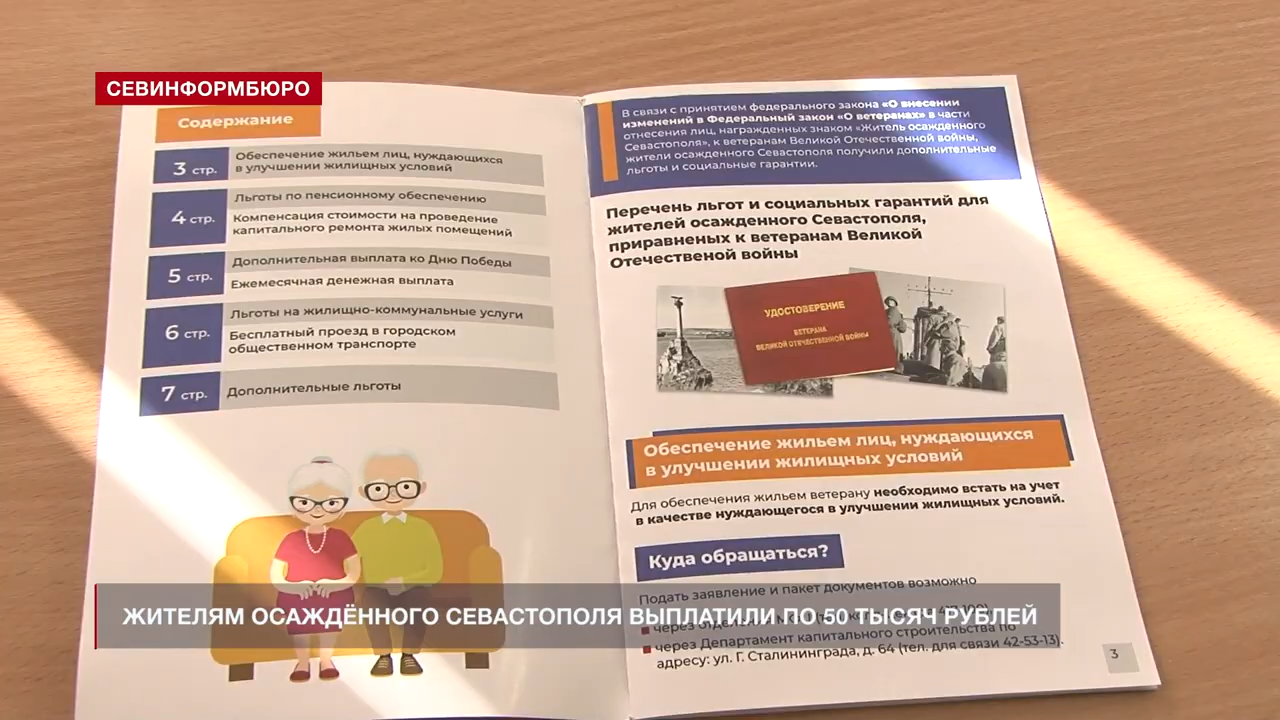 СЕВИНФОРМБЮРО
Содержание
3 стр.
Обеспечение жильем лиц, нуждающихся
в улучшении жилищных условий
4 стр.
Льготы по пенсионному обеспечению
Компенсация стоимости на проведение
капитального ремонта жилых помещений
5 стр.
Дополнительная выплата ко Дню Победы
Ежемесячная денежная выплата
6 стр.
Льготы на жилищно-коммунальные услуги
Бесплатный проезд в городском
общественном транспорте
7 стр.
Дополнительные льготы
В связи с принятием федерального закона «О внесении
изменений в Федеральный закон «О ветеранах» в части
отнесения лиц, награжденных знаком «Житель осажденного
Севастополя», к ветеранам Великой Отечественной войны,
жители осажденного Севастополя получили дополнительные
льготы и социальные гарантии.
Перечень льгот и социальных гарантий для
жителей осажденного Севастополя,
приравненых к ветеранам Великой
Отечественой войны
УДОСТОВЕРЕНИЕ
ВЕТЕРАНА
ВЕЛИКОЙ ОТЕЧЕСТВЕННОЙ ВОЙНЫ
Обеспечение жильем лиц, нуждающихся
в улучшении жилищных условий
Для обеспечения жильем ветерану необходимо встать на учет
в качестве нуждающегося в улучшении жилищных условий.
Куда обращаться?
Подать заявление и пакет документов возможно
через
через Департамент капитального строительства по
адресу: ул. Г. Сталининграда, д. 64 (тел. для связи 42-53-13).
3
ЖИТЕЛЯМ ОСАЖДЁННОГО СЕВАСТОПОЛЯ ВЫПЛАТИЛИ ПО 50 ТЫСЯЧ РУБЛЕЙ